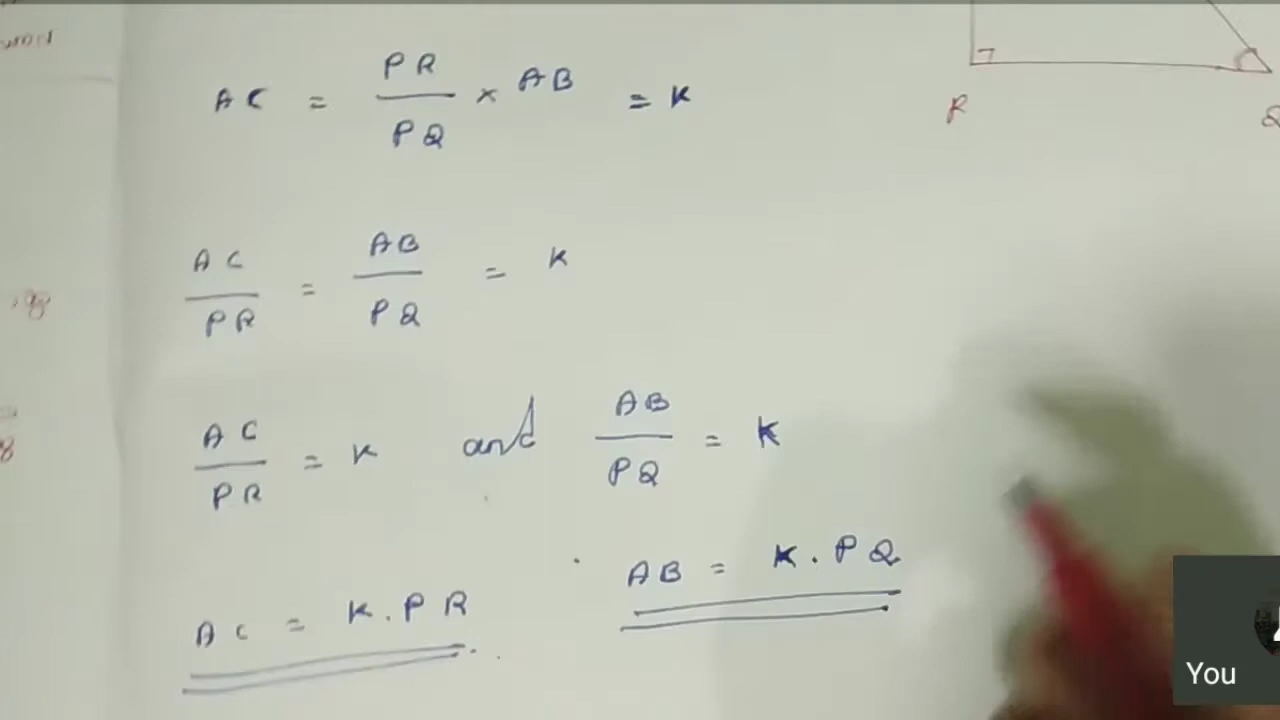 AC = PR/PQ × AB = K
R
Q
AC/PR = AB/PQ = K
AC/PR = K and AB/PQ = K
AB = K.PQ
AC = K.PR
You